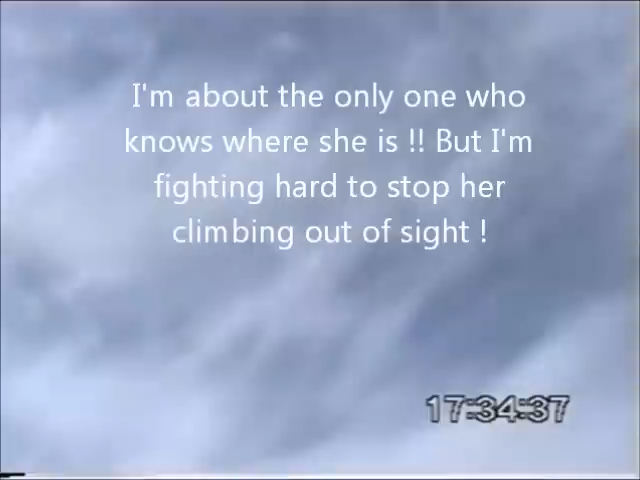 I'm about the only one who
knows where she is !! But I'm
fighting hard to stop her
climbing out of sight !
17:34:37